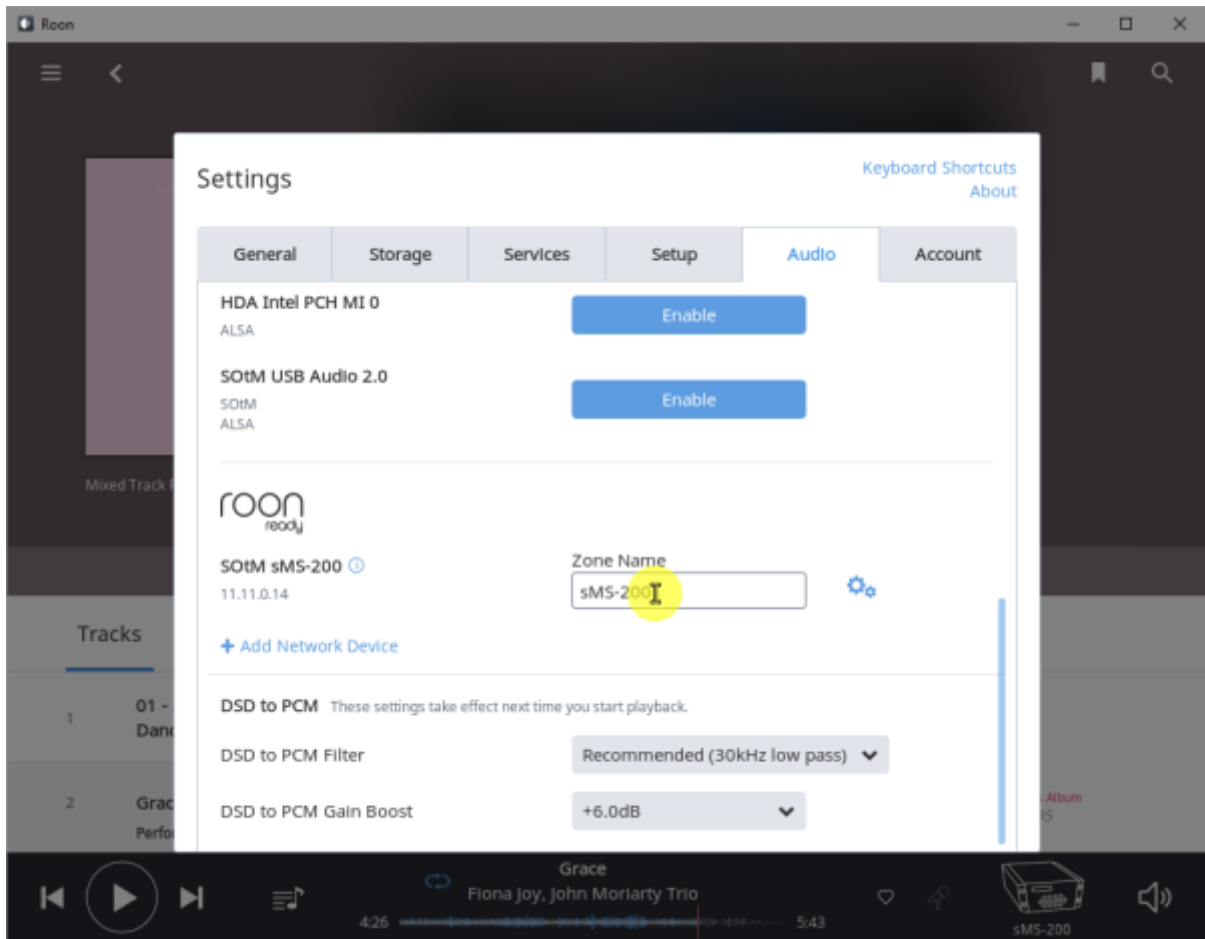 Roon
Settings
Keyboard Shortcuts
About
General Storage Services Setup Audio Account
HDA Intel PCH MI 0
Enable
ALSA
SOtM USB Audio 2.0
Enable
SOtM
ALSA
Mixed Track
roon
ready
SOtM sMS-200
Zone Name
11.11.0.14
sMS-200
Tracks
+ Add Network Device
1
01 -
DSD to PCM These settings take effect next time you start playback.
DSD to PCM Filter
Recommended (30kHz low pass)
2
DSD to PCM Gain Boost
+6.0dB
Album
Grace
Fiona Joy, John Moriarty Trio
4:26
5:43
sMS-200